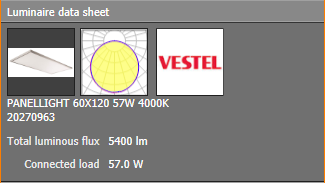 Luminaire data sheet
VESTEL
PANELLIGHT 60X120 57W 4000K
20270963
Total luminous flux 5400 lm
Connected load 57.0 W